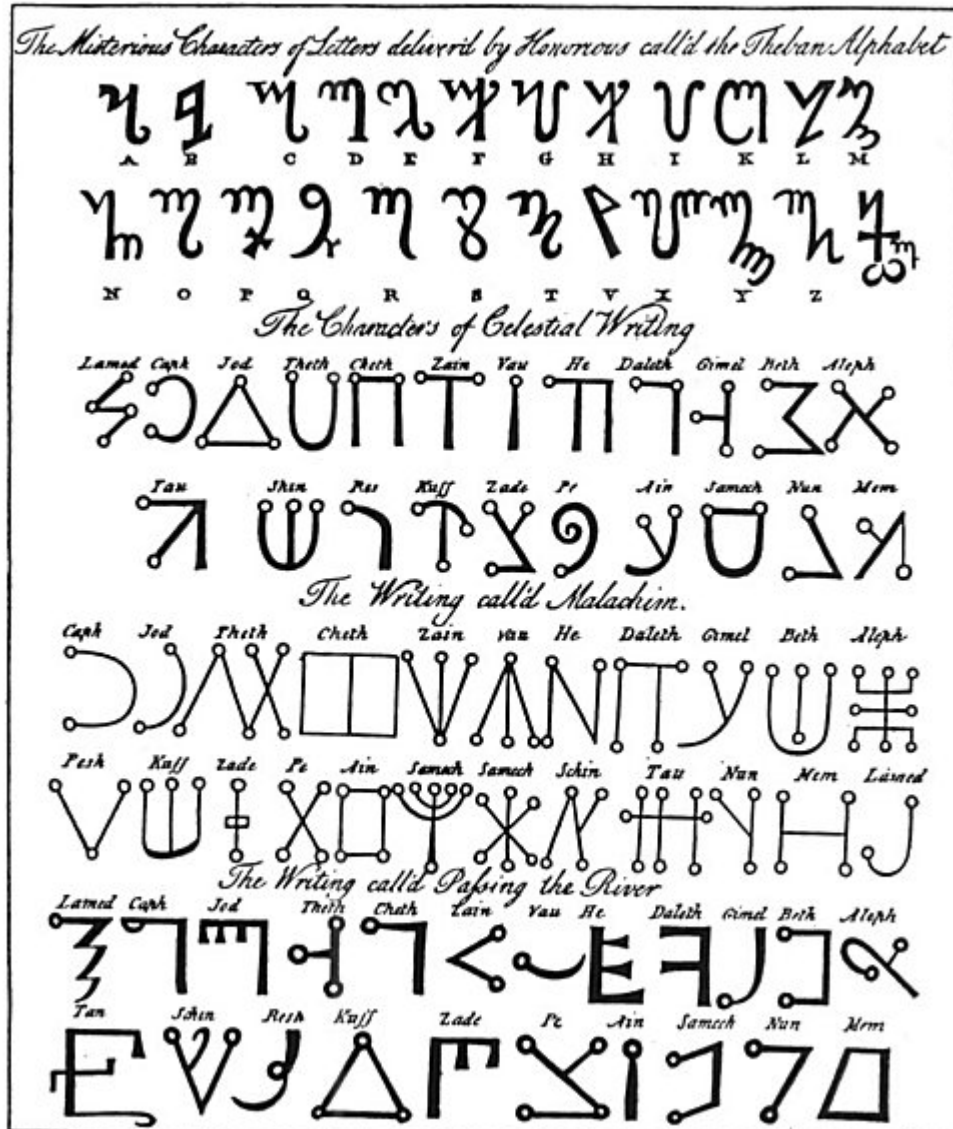 The Misterious Characters of Letters deliver'd by Honorious call'd the Theban Alphabet
A B C D E F G H I K L M
N O P Q R S T V X Y Z
The Characters of Celestial Writing
Lamed Caph Jod Theth Cheth Zain Vau He Daleth Gimel Beth Aleph
Tau Shin Res Kuff Zade Pe Ain Samech Nun Mem
The Writing call'd Malachim.
Caph Jod Theth Cheth Zain Vau He Daleth Gimel Beth Aleph
Resh Kuff Zade Pe Ain Samech Samech Schin Tau Nun Mem Lamed
The Writing call'd Paſsing the River
Lamed Caph Jod Theth Cheth Zain Vau He Daleth Gimel Beth Aleph
Tau Schin Resh Kuff Zade Pe Ain Samech Nun Mem